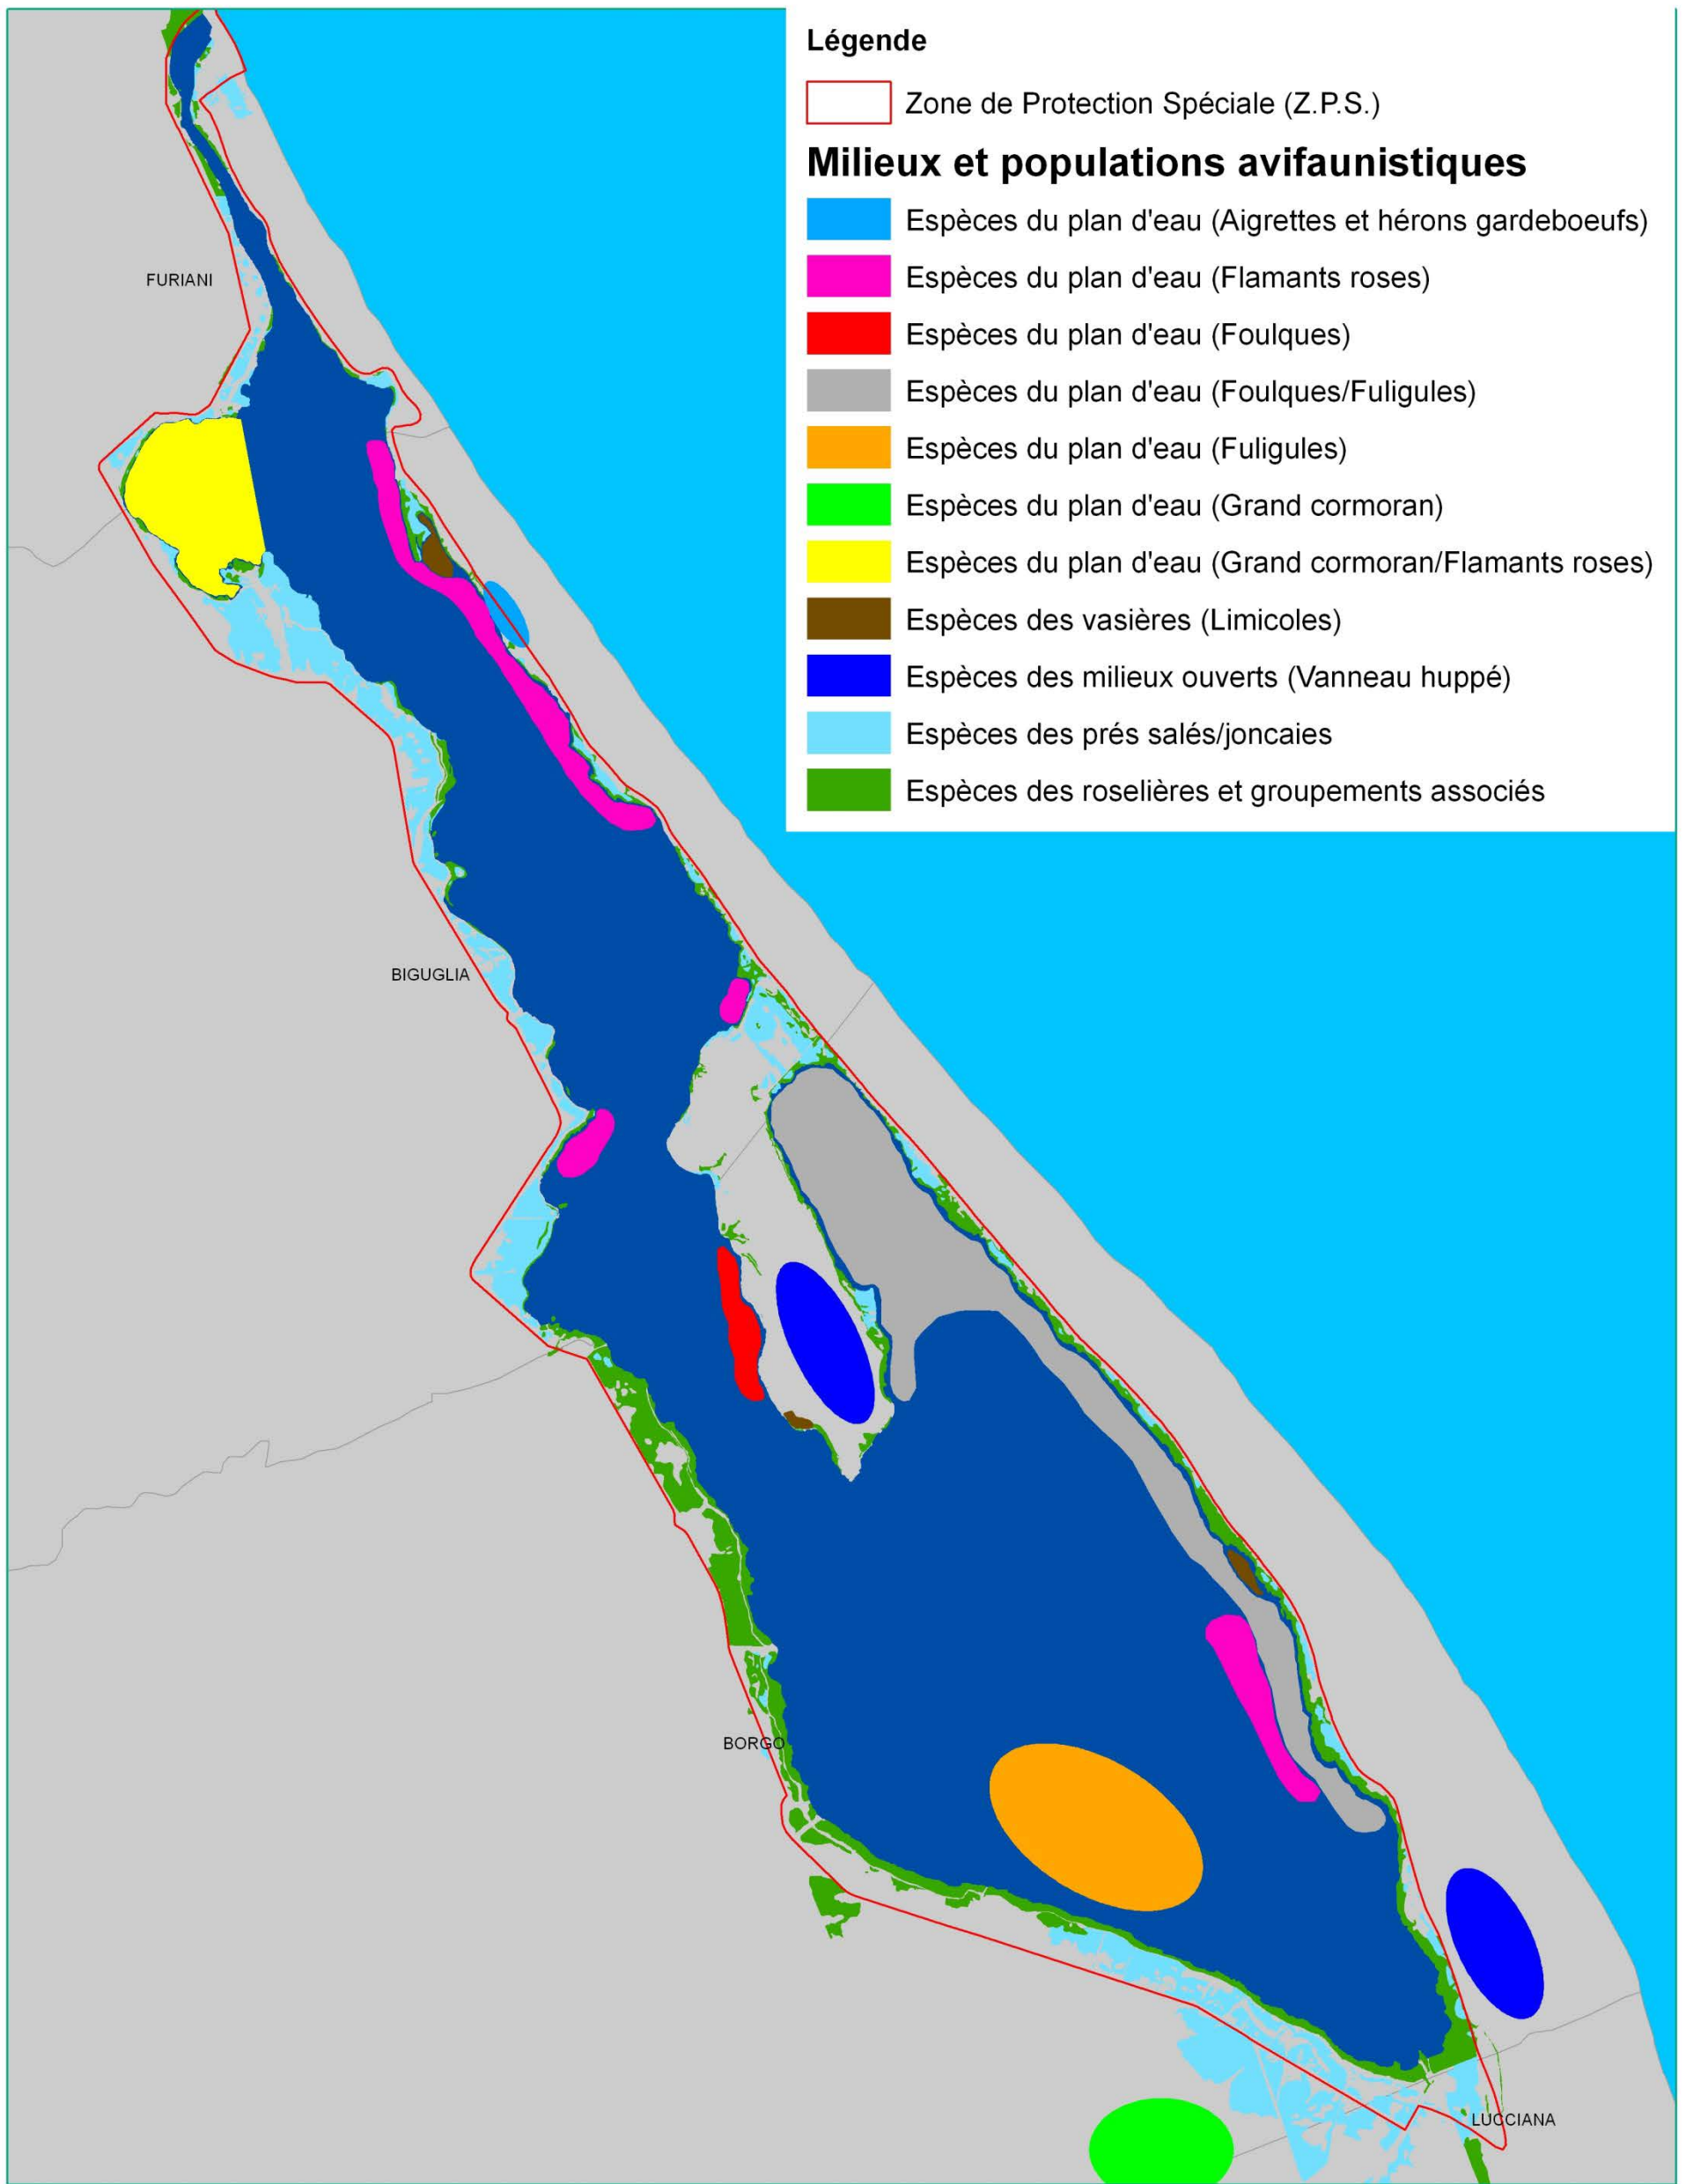 Légende
Zone de Protection Spéciale (Z.P.S.)
Milieux et populations avifaunistiques
Espèces du plan d'eau (Aigrettes et hérons gardeboeufs)
Espèces du plan d'eau (Flamants roses)
Espèces du plan d'eau (Foulques)
Espèces du plan d'eau (Foulques/Fuligules)
Espèces du plan d'eau (Fuligules)
Espèces du plan d'eau (Grand cormoran)
Espèces du plan d'eau (Grand cormoran/Flamants roses)
Espèces des vasières (Limicoles)
Espèces des milieux ouverts (Vanneau huppé)
Espèces des prés salés/joncaies
Espèces des roselières et groupements associés
FURIANI
BIGUGLIA
BORGO
LUCCIANA